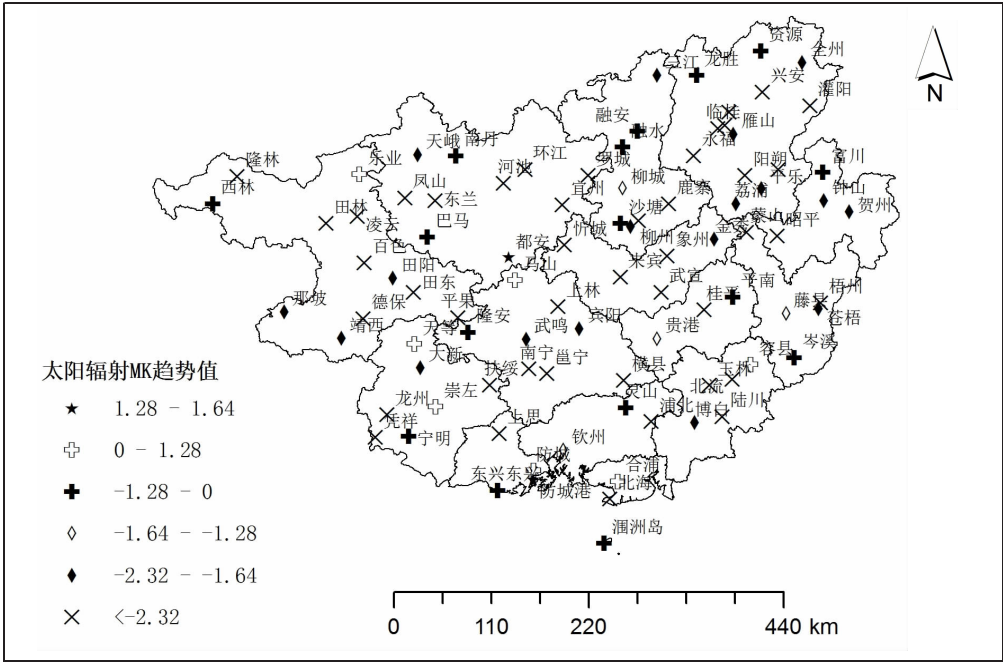 资源
全州
三江 龙胜
兴安
灌阳
N
融安
临桂
雁山
融水
永福
天峨 南丹
环江
隆林
乐业
河池
罗城
阳朔
富川
平乐
西林
凤山
东兰
宜州
柳城
鹿寨
荔浦
钟山
贺州
田林
凌云
巴马
沙塘
蒙山 昭平
忻城
金秀
百色
都安
柳州 象州
马山
来宾
田阳
田东
武宣
平南
那坡
德保
平果
上林
桂平
藤县
梧州
苍梧
靖西
天等
隆安
武鸣
宾阳
贵港
岑溪
容县
大新
南宁 邕宁
横县
太阳辐射MK趋势值
扶绥
玉林
龙州
崇左
灵山
北流
陆川
1.28 - 1.64
凭祥
宁明
上思
浦北
博白
0 - 1.28
钦州
防城
东兴 东兴
合浦
北海
-1.28 - 0
防城港
涠洲岛
-1.64 - -1.28
-2.32 - -1.64
<-2.32
0 110 220 440 km